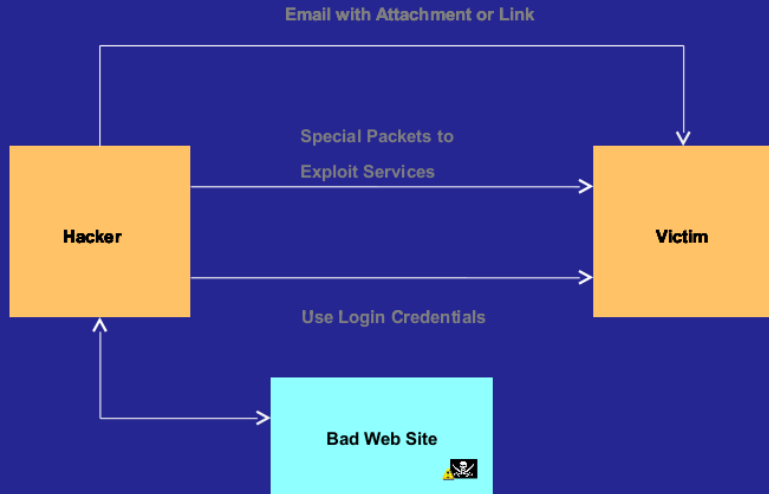 Email with Attachment or Link
Special Packets to
Exploit Services
Hacker
Victim
Use Login Credentials
Bad Web Site